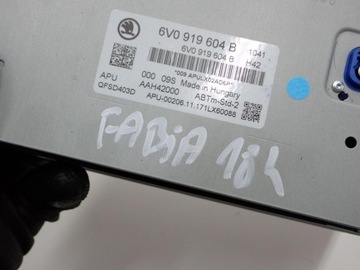 6V0 919 604 B 1041
6V0 919 604 B H42
APU 000 09S Made in Hungary
QFSD403D AAH42000 ABTm-Std-2
APU-00206.11.171LX60088
FABiA 184